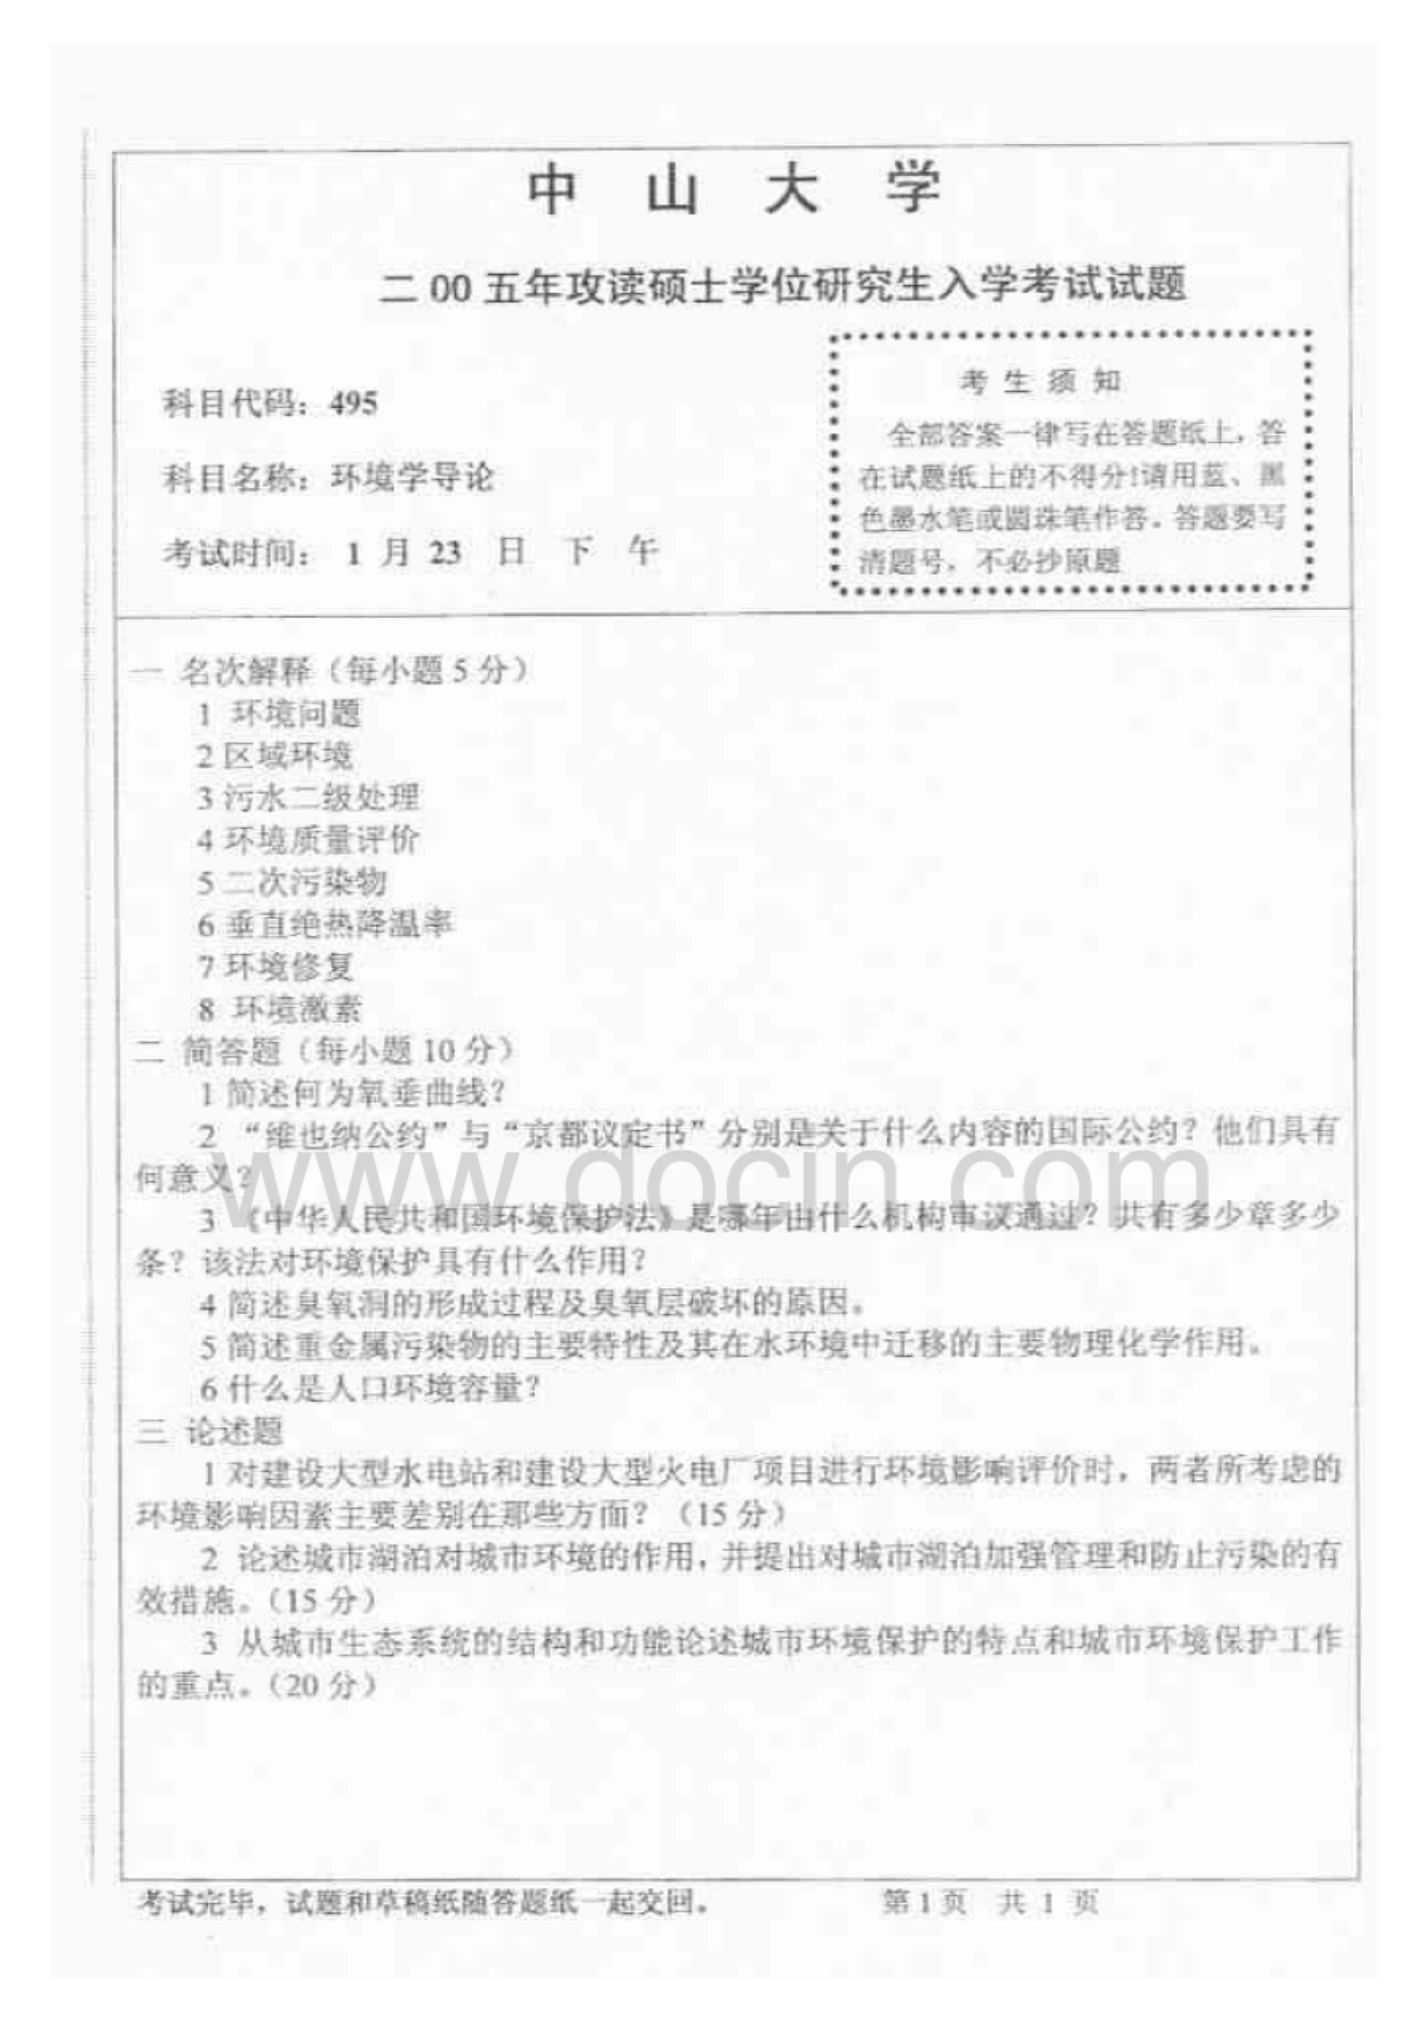 中 山 大 学
二00五年攻读硕士学位研究生入学考试试题
科目代码：495
科目名称：环境学导论
考试时间： 1 月 23 日 下 午
考 生 须 知
全部答案一律写在答题纸上，答
在试题纸上的不得分!请用蓝、黑
色墨水笔或圆珠笔作答。答题要写
清题号，不必抄原题
一 名次解释（每小题 5 分）
1 环境问题
2 区域环境
3 污水二级处理
4 环境质量评价
5 二次污染物
6 垂直绝热降温率
7 环境修复
8 环境激素
二 简答题（每小题 10 分）
1 简述何为氧垂曲线？
2 “维也纳公约”与“京都议定书”分别是关于什么内容的国际公约？他们具有
何意义？
3 《中华人民共和国环境保护法》是哪年由什么机构审议通过？共有多少章多少
条？该法对环境保护具有什么作用？
4 简述臭氧洞的形成过程及臭氧层破坏的原因。
5 简述重金属污染物的主要特性及其在水环境中迁移的主要物理化学作用。
6 什么是人口环境容量？
三 论述题
1 对建设大型水电站和建设大型火电厂项目进行环境影响评价时，两者所考虑的
环境影响因素主要差别在那些方面？（15 分）
2 论述城市湖泊对城市环境的作用，并提出对城市湖泊加强管理和防止污染的有
效措施。（15 分）
3 从城市生态系统的结构和功能论述城市环境保护的特点和城市环境保护工作
的重点。（20 分）
考试完毕，试题和草稿纸随答题纸一起交回。 第 1 页 共 1 页
www.docin.com